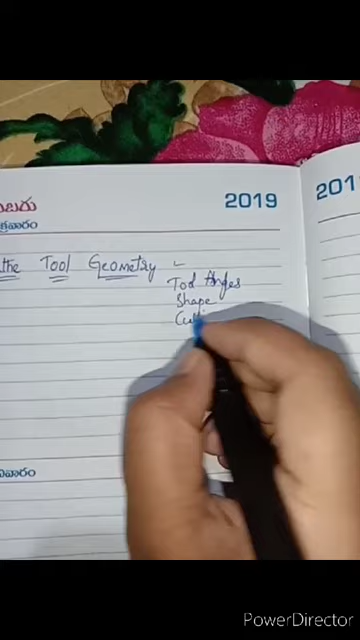 2019
201
the Tool Geometry
Tool Angles
Shape
PowerDirector